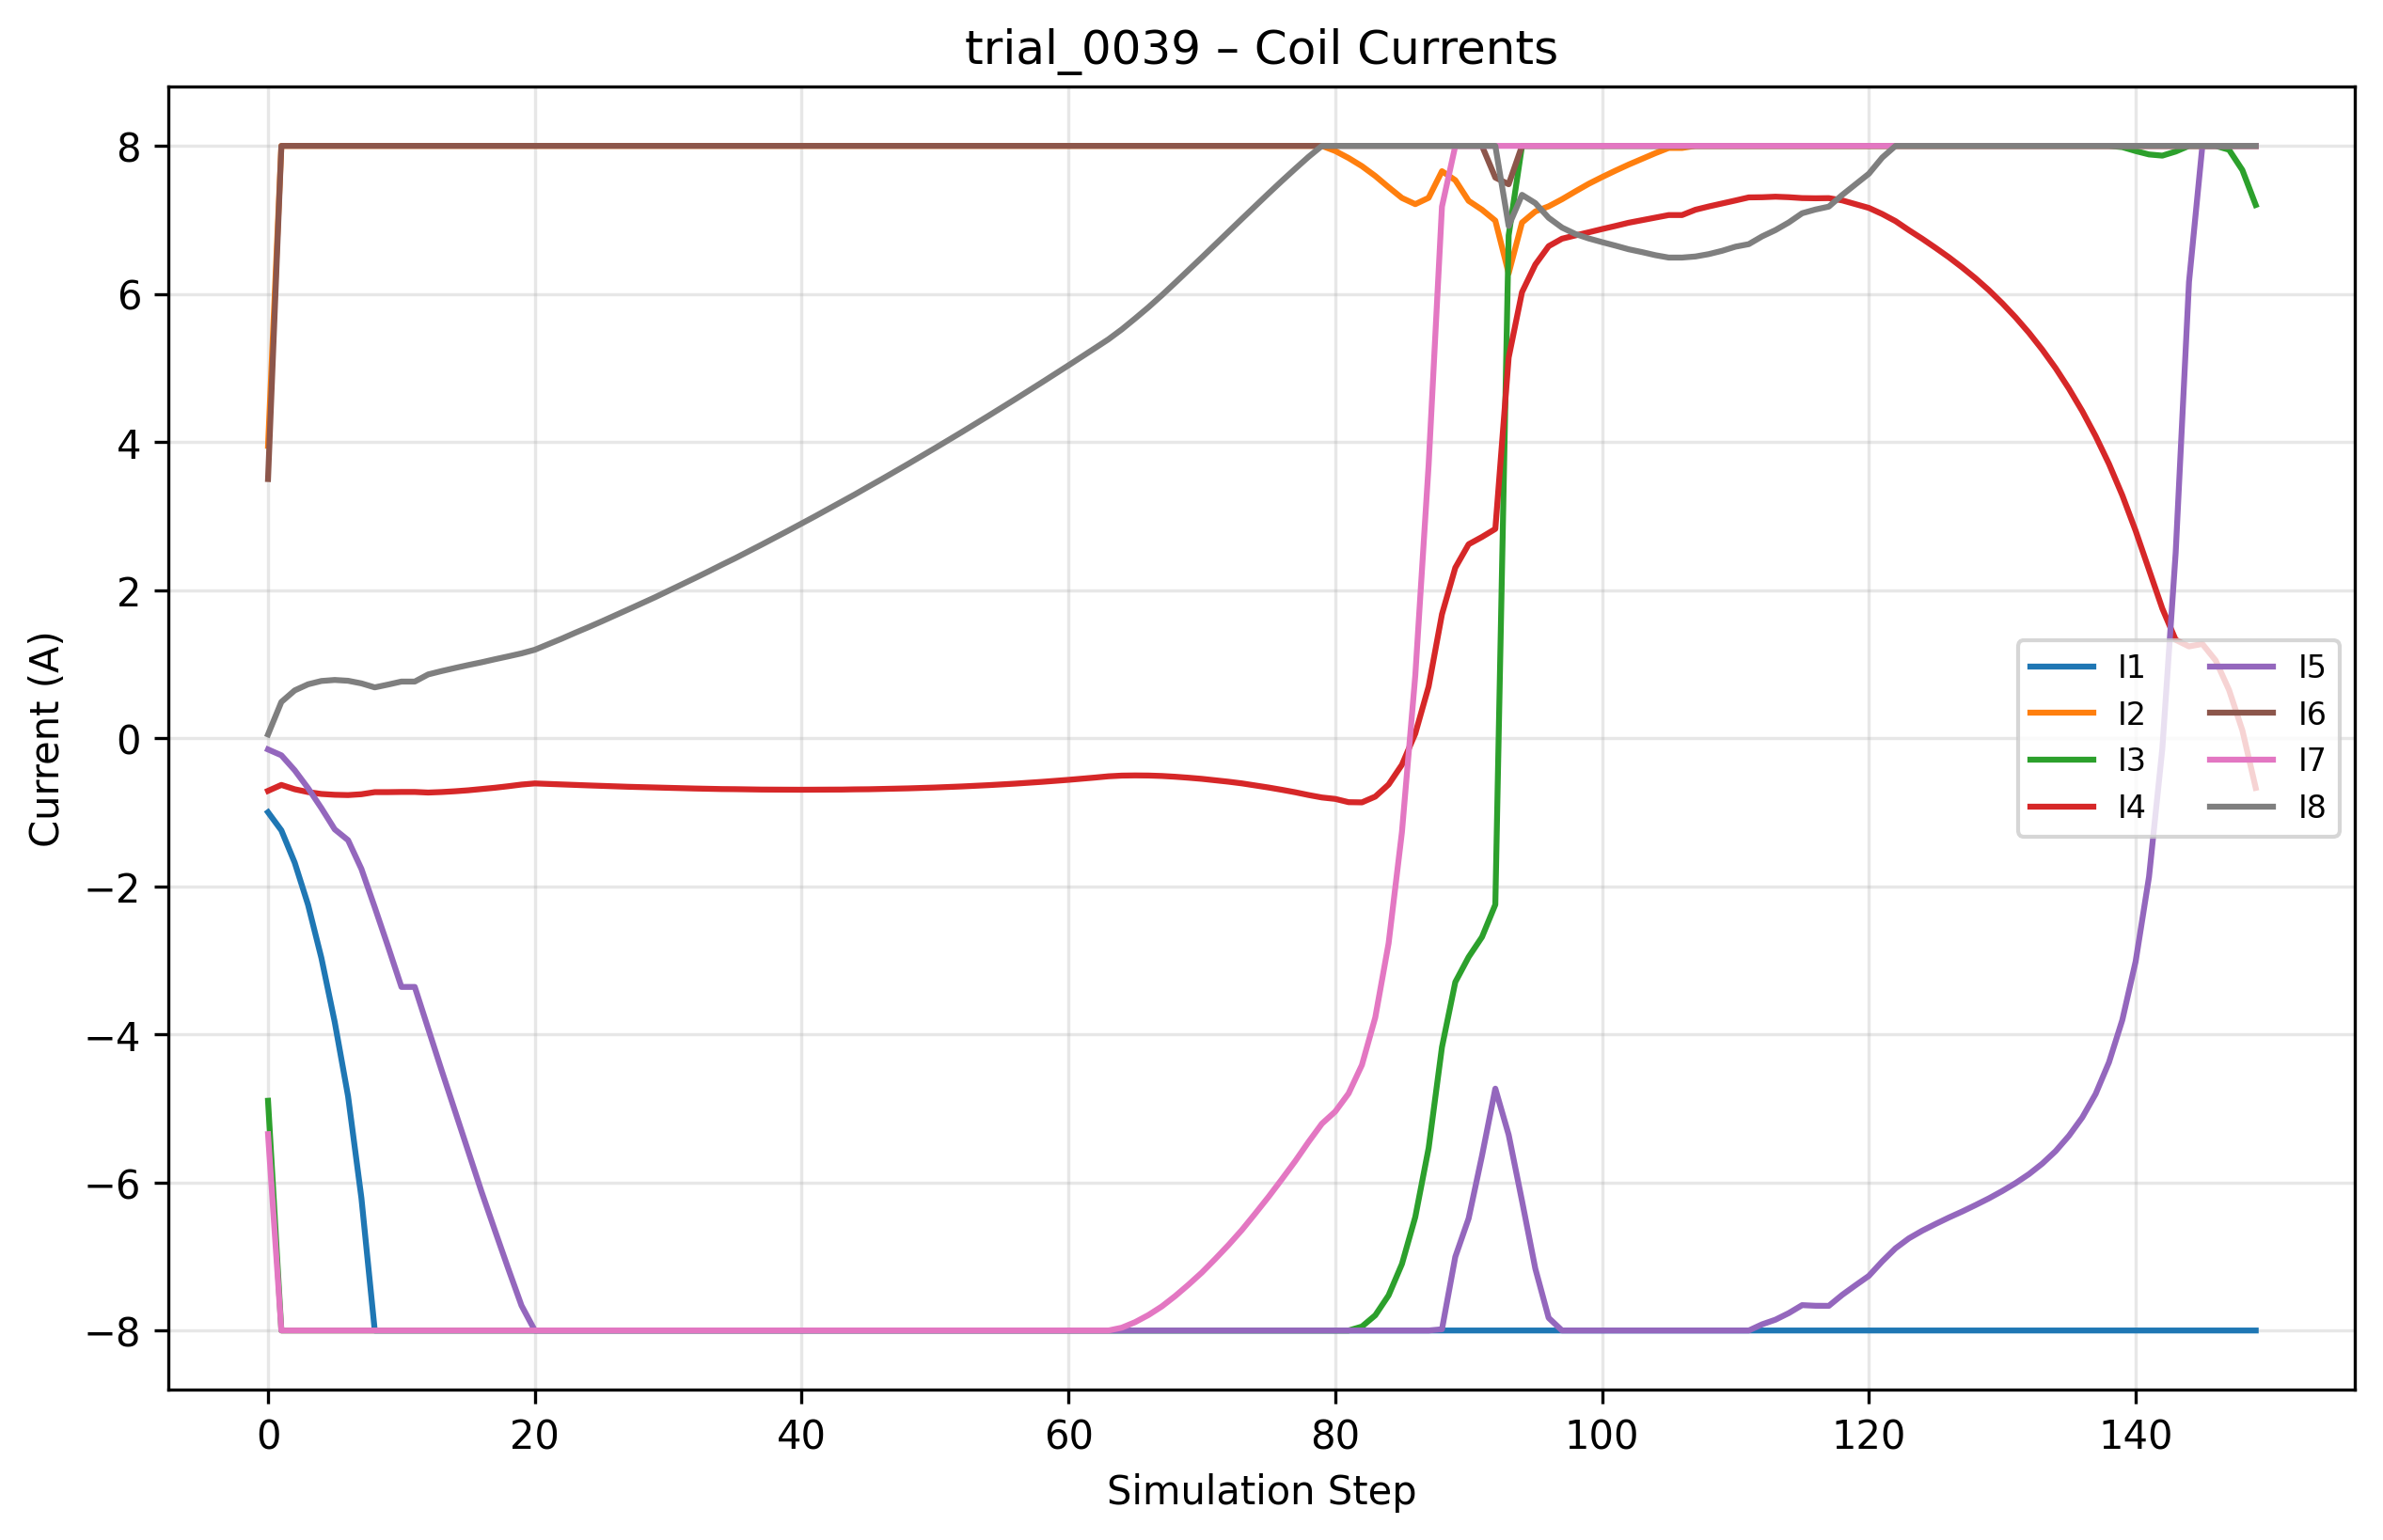 trial_0039 – Coil Currents
Current (A)
8
6
4
2
0
−2
−4
−6
−8
I1 I5
I2 I6
I3 I7
I4 I8
0 20 40 60 80 100 120 140
Simulation Step